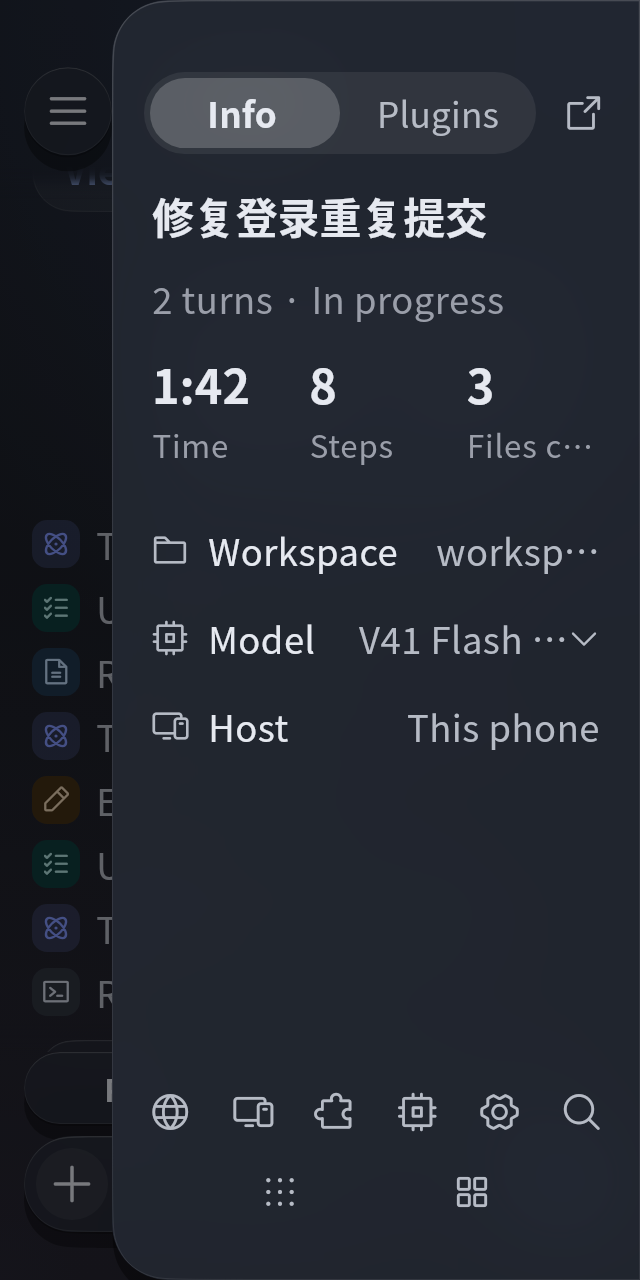 Info
Plugins
修复登录重复提交
2 turns · In progress
1:42
8
3
Time
Steps
Files c…
Workspace
worksp…
Model
V41 Flash …
Host
This phone